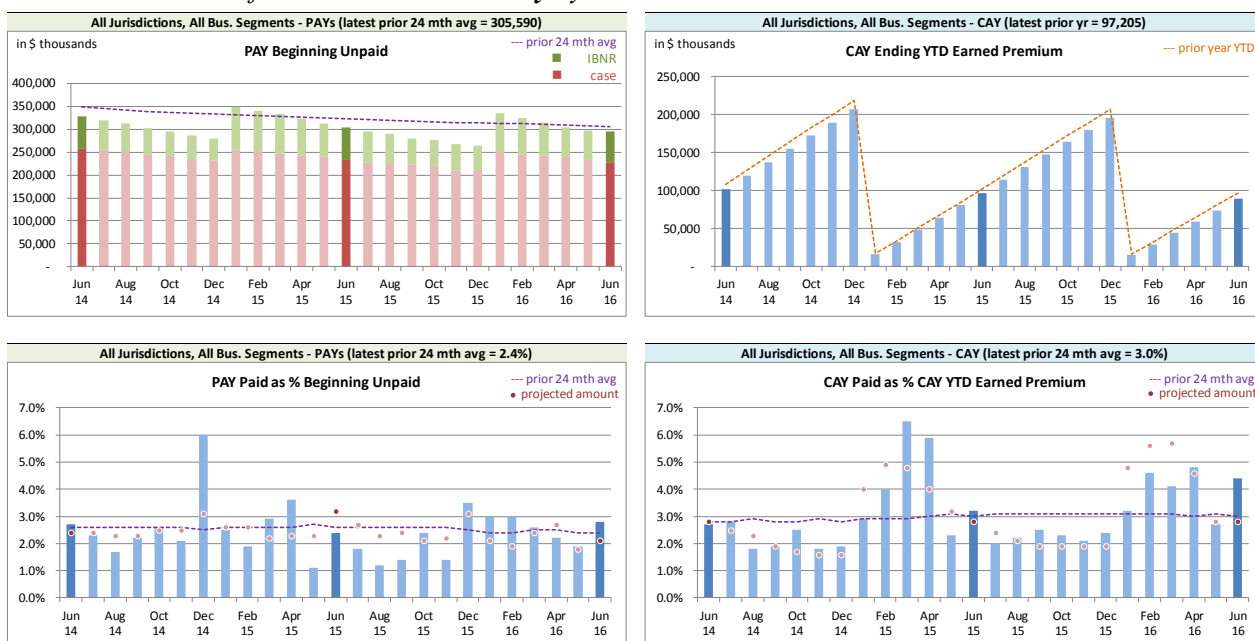 All Jurisdictions, All Bus. Segments - PAYs (latest prior 24 mth avg = 305,590)
in $ thousands
PAY Beginning Unpaid
--- prior 24 mth avg
IBNR
case
400,000
350,000
300,000
250,000
200,000
150,000
100,000
50,000
-
Jun Aug Oct Dec Feb Apr Jun Aug Oct Dec Feb Apr Jun
14 14 14 14 15 15 15 15 15 15 16 16 16
All Jurisdictions, All Bus. Segments - CAY (latest prior yr = 97,205)
in $ thousands
CAY Ending YTD Earned Premium
--- prior year YTD
250,000
200,000
150,000
100,000
50,000
-
Jun Aug Oct Dec Feb Apr Jun Aug Oct Dec Feb Apr Jun
14 14 14 14 15 15 15 15 15 15 16 16 16
All Jurisdictions, All Bus. Segments - PAYs (latest prior 24 mth avg = 2.4%)
PAY Paid as % Beginning Unpaid
--- prior 24 mth avg
• projected amount
7.0%
6.0%
5.0%
4.0%
3.0%
2.0%
1.0%
0.0%
Jun Aug Oct Dec Feb Apr Jun Aug Oct Dec Feb Apr Jun
14 14 14 14 15 15 15 15 15 15 16 16 16
All Jurisdictions, All Bus. Segments - CAY (latest prior 24 mth avg = 3.0%)
CAY Paid as % CAY YTD Earned Premium
--- prior 24 mth avg
• projected amount
7.0%
6.0%
5.0%
4.0%
3.0%
2.0%
1.0%
0.0%
Jun Aug Oct Dec Feb Apr Jun Aug Oct Dec Feb Apr Jun
14 14 14 14 15 15 15 15 15 15 16 16 16